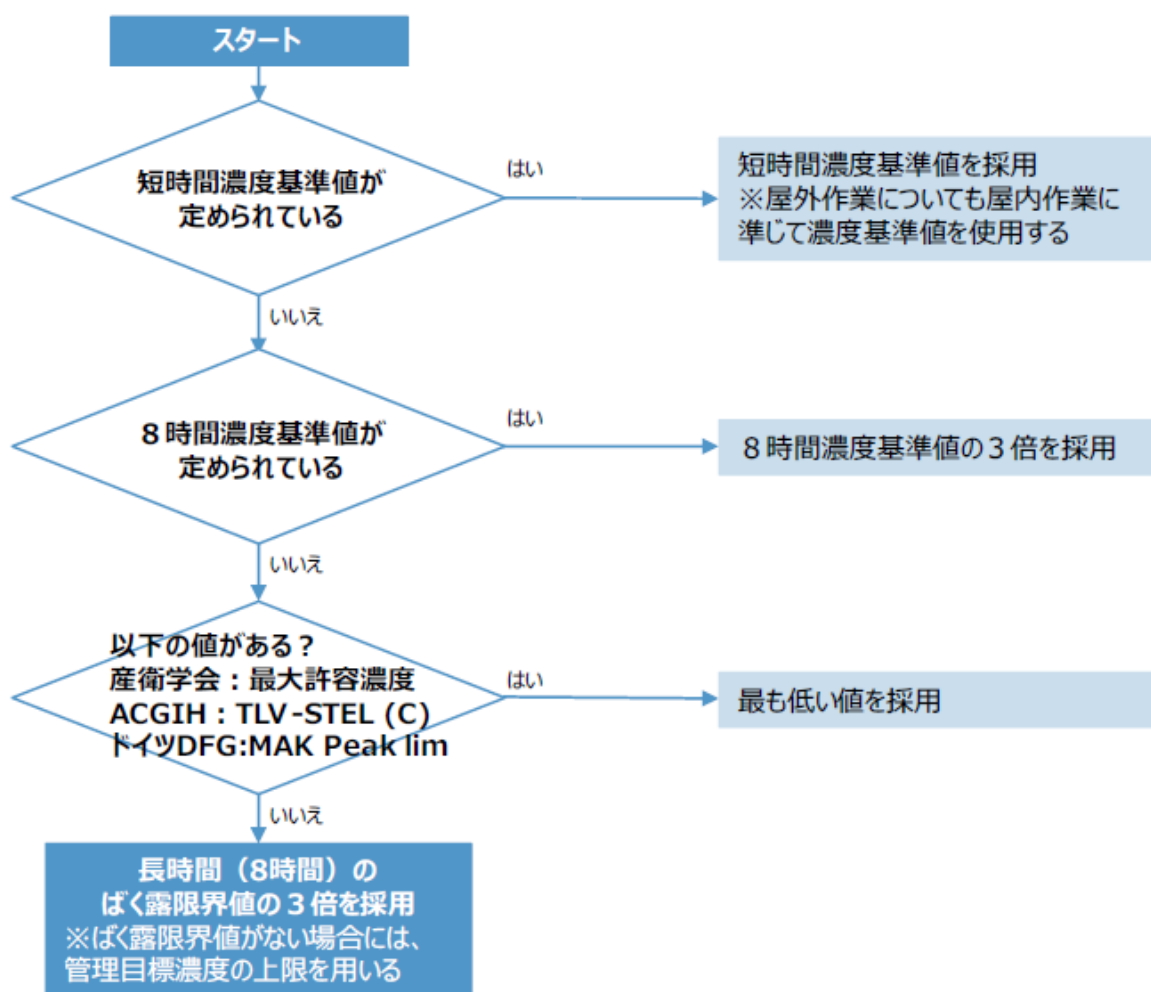 スタート
短時間濃度基準値が
定められている
はい
短時間濃度基準値を採用
※屋外作業についても屋内作業に
準じて濃度基準値を使用する
いいえ
８時間濃度基準値が
定められている
はい
８時間濃度基準値の３倍を採用
いいえ
以下の値がある？
産衛学会：最大許容濃度
ACGIH：TLV-STEL (C)
ドイツDFG:MAK Peak lim
はい
最も低い値を採用
いいえ
長時間（8時間）の
ばく露限界値の３倍を採用
※ばく露限界値がない場合には、
管理目標濃度の上限を用いる